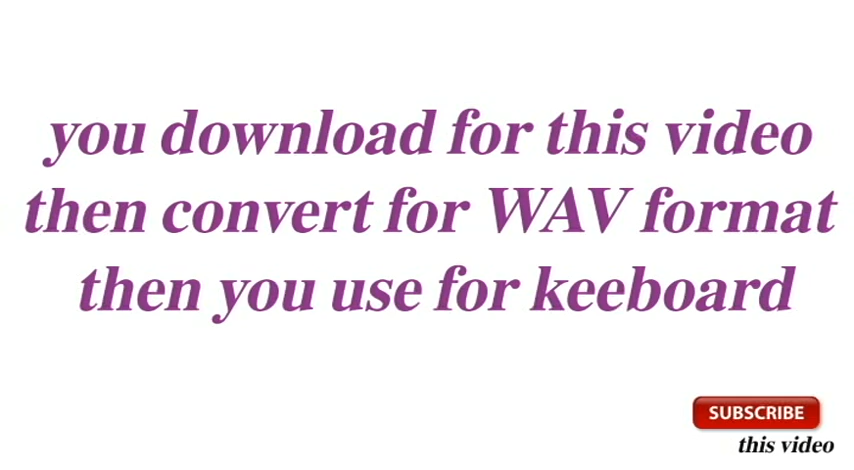 you download for this video
then convert for WAV format
then you use for keeboard
SUBSCRIBE
this video